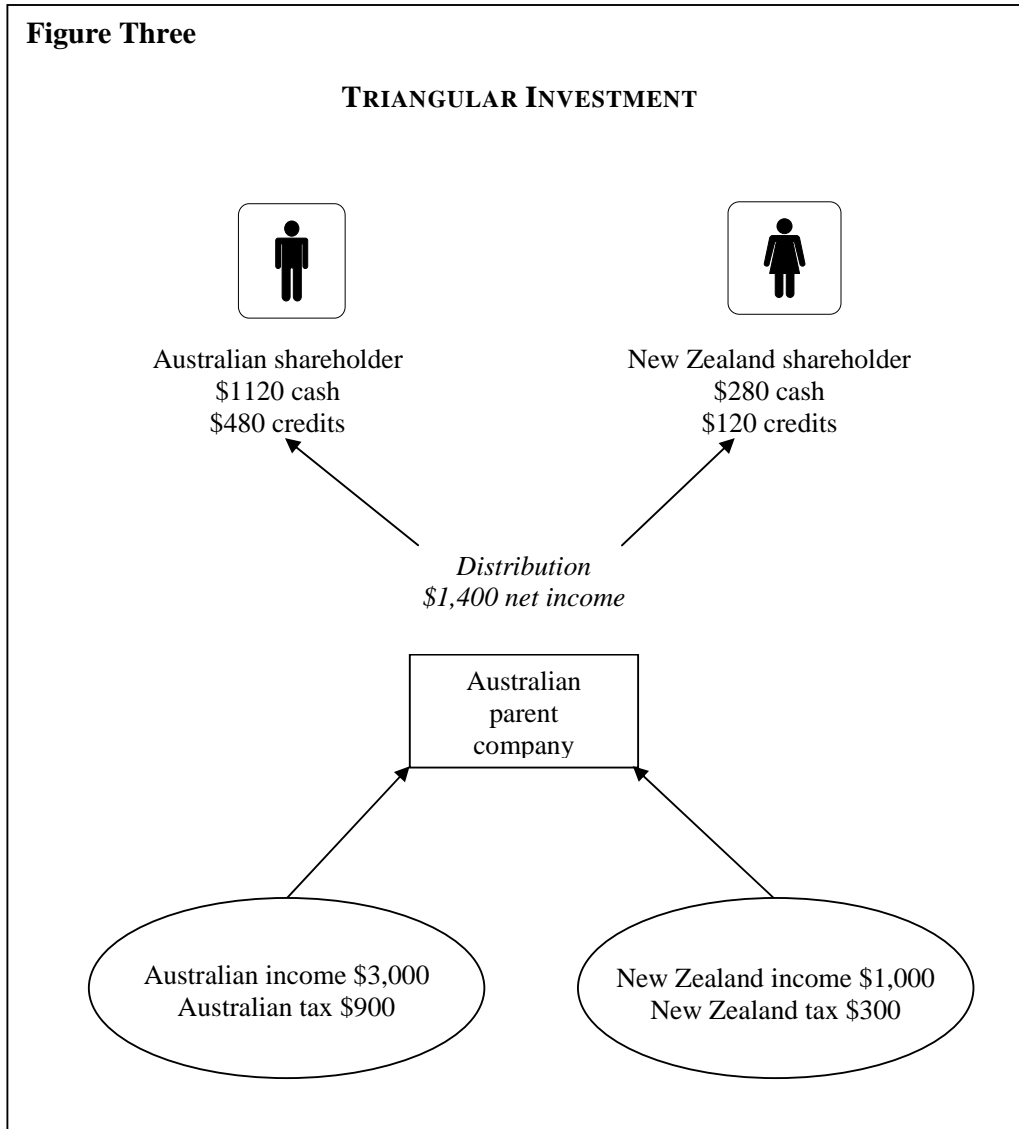 Figure Three
TRIANGULAR INVESTMENT
Australian shareholder
$1120 cash
$480 credits
New Zealand shareholder
$280 cash
$120 credits
Distribution
$1,400 net income
Australian
parent
company
Australian income $3,000
Australian tax $900
New Zealand income $1,000
New Zealand tax $300